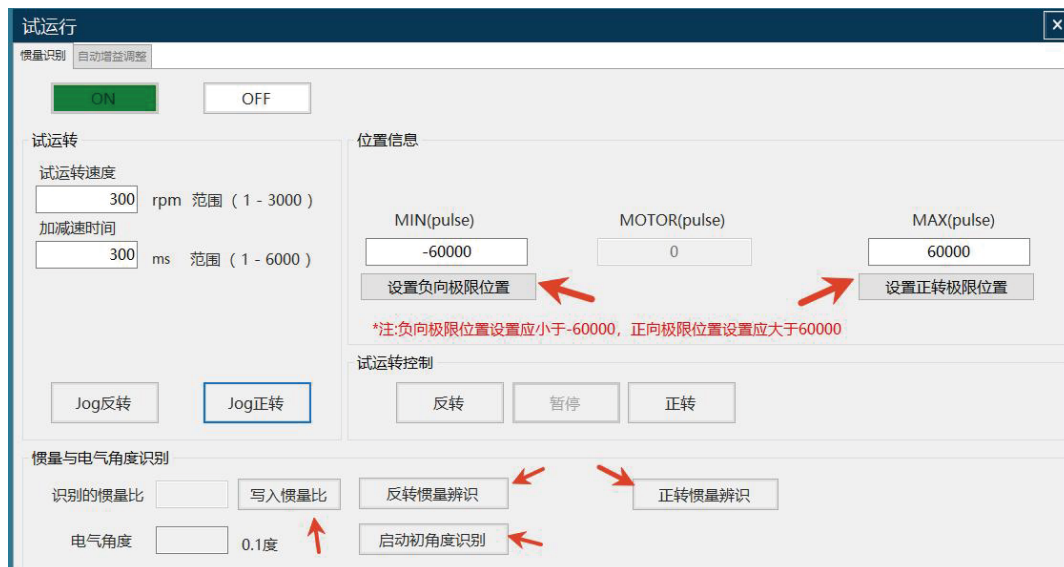 试运行
惯量识别 自动增益调整
ON OFF
试运转
试运转速度
300 rpm 范围 ( 1 - 3000 )
加减速时间
300 ms 范围 ( 1 - 6000 )
Jog反转 Jog正转
位置信息
MIN(pulse) MOTOR(pulse) MAX(pulse)
-60000 0 60000
设置负向极限位置 设置正转极限位置
*注:负向极限位置设置应小于-60000，正向极限位置设置应大于60000
试运转控制
反转 暂停 正转
惯量与电气角度识别
识别的惯量比 写入惯量比 反转惯量辨识 正转惯量辨识
电气角度 0.1度 启动初角度识别